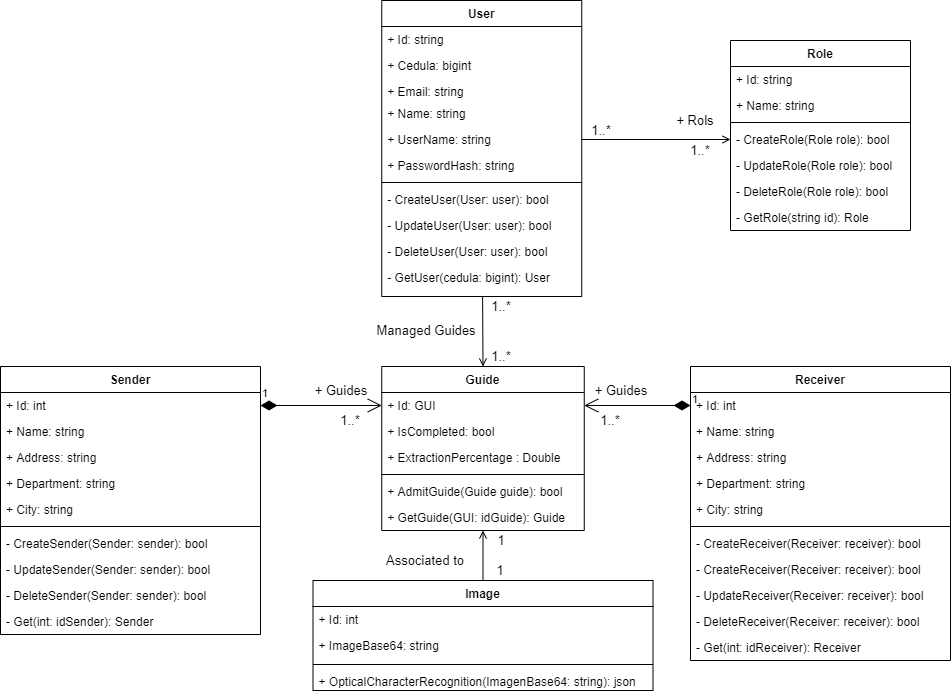 User
+ Id: string
+ Cedula: bigint
+ Email: string
+ Name: string
+ UserName: string
+ PasswordHash: string
- CreateUser(User: user): bool
- UpdateUser(User: user): bool
- DeleteUser(User: user): bool
- GetUser(cedula: bigint): User
1..*
+ Rols
1..*
Role
+ Id: string
+ Name: string
- CreateRole(Role role): bool
- UpdateRole(Role role): bool
- DeleteRole(Role role): bool
- GetRole(string id): Role
1..*
Managed Guides
1..*
Sender
+ Id: int
+ Name: string
+ Address: string
+ Department: string
+ City: string
- CreateSender(Sender: sender): bool
- UpdateSender(Sender: sender): bool
- DeleteSender(Sender: sender): bool
- Get(int: idSender): Sender
1
+ Guides
1..*
Guide
+ Id: GUI
+ IsCompleted: bool
+ ExtractionPercentage : Double
+ AdmitGuide(Guide guide): bool
+ GetGuide(GUI: idGuide): Guide
+ Guides
1..*
1
Receiver
+ Id: int
+ Name: string
+ Address: string
+ Department: string
+ City: string
- CreateReceiver(Receiver: receiver): bool
- CreateReceiver(Receiver: receiver): bool
- UpdateReceiver(Receiver: receiver): bool
- DeleteReceiver(Receiver: receiver): bool
- Get(int: idReceiver): Receiver
1
Associated to
1
Image
+ Id: int
+ ImageBase64: string
+ OpticalCharacterRecognition(ImagenBase64: string): json